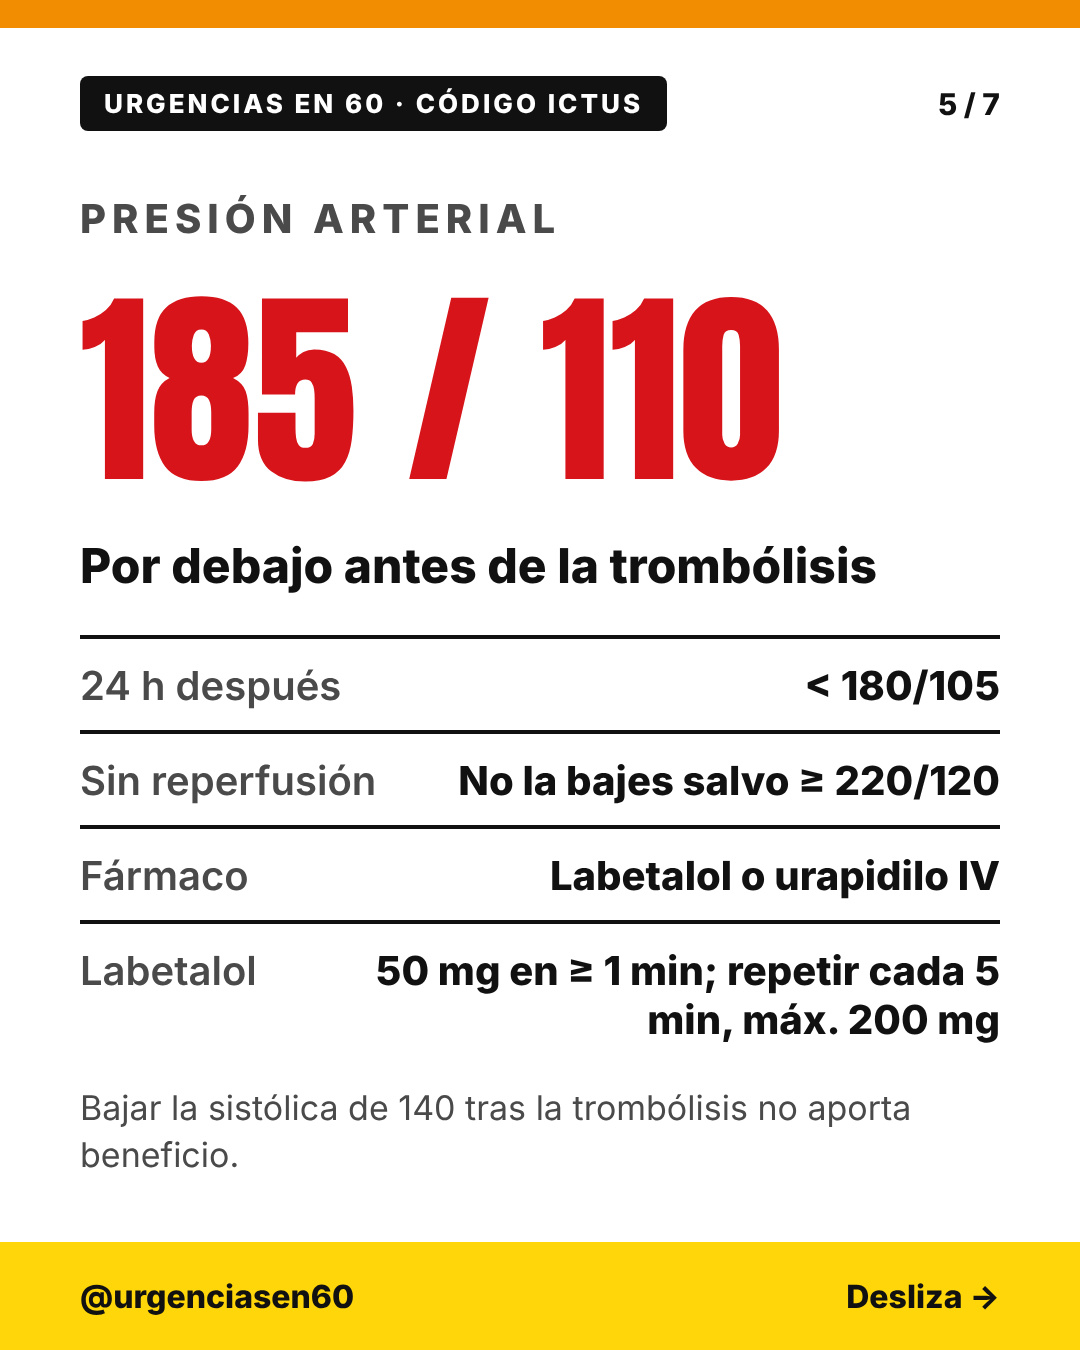 URGENCIAS EN 60 · CÓDIGO ICTUS
5 / 7
PRESIÓN ARTERIAL
185 / 110
Por debajo antes de la trombólisis
24 h después < 180/105
Sin reperfusión No la bajes salvo ≥ 220/120
Fármaco Labetalol o urapidilo IV
Labetalol 50 mg en ≥ 1 min; repetir cada 5
min, máx. 200 mg
Bajar la sistólica de 140 tras la trombólisis no aporta
beneficio.
@urgenciasen60
Desliza →